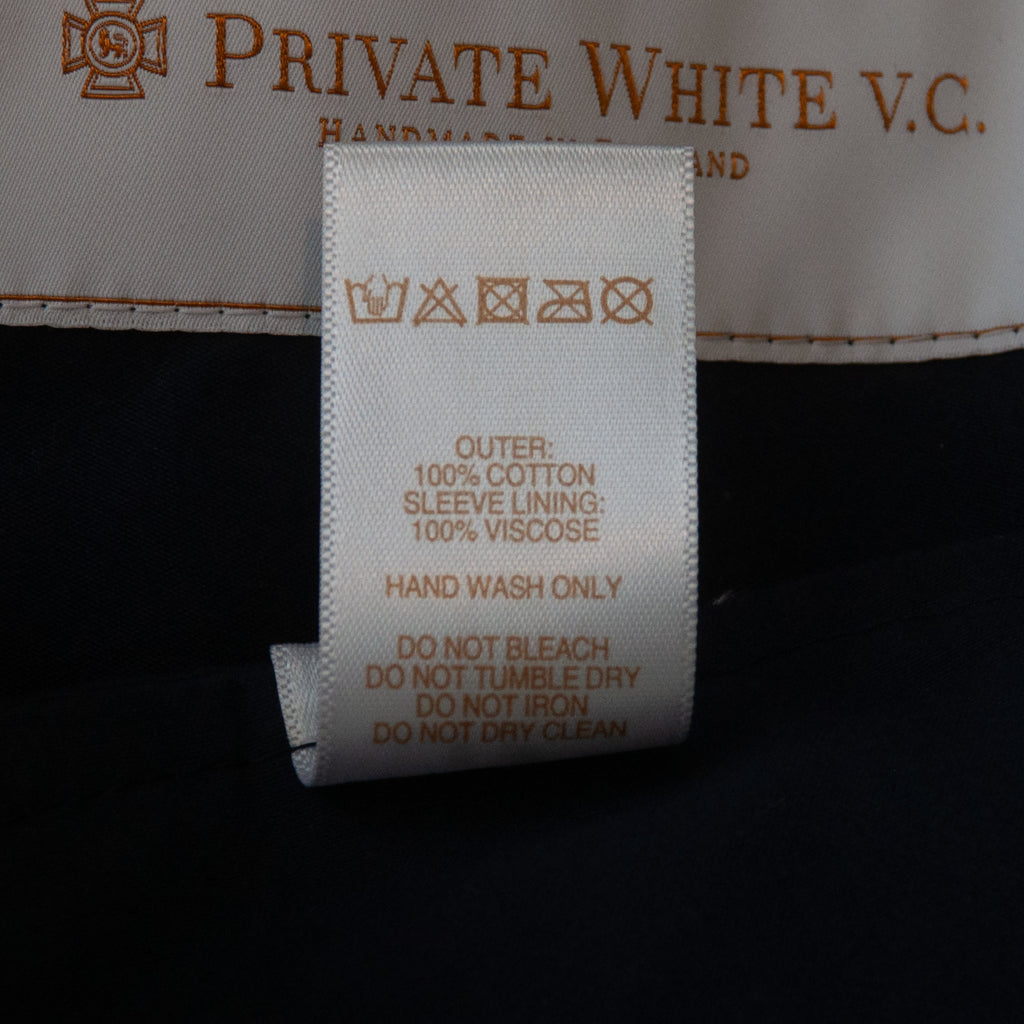 PRIVATE WHITE V.C.
HANDMADE
OUTER:
100% COTTON
SLEEVE LINING:
100% VISCOSE
HAND WASH ONLY
DO NOT BLEACH
DO NOT TUMBLE DRY
DO NOT IRON
DO NOT DRY CLEAN